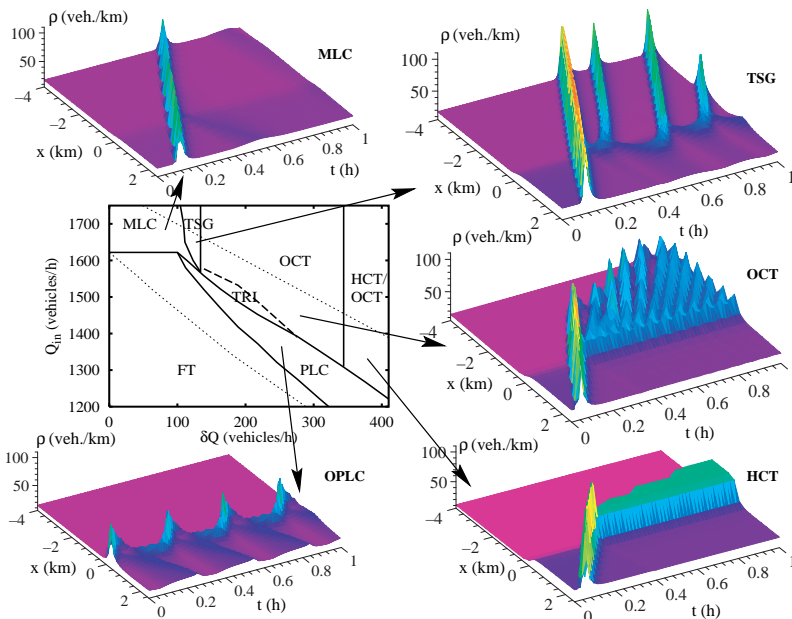 ρ (veh./km)
MLC
100
50
−4
−2
0
2
x (km)
0
0.2
0.4
0.6
0.8
1
t (h)
ρ (veh./km)
TSG
100
50
−4
−2
0
2
x (km)
0
0.2
0.4
0.6
0.8
1
t (h)
1700
1600
1500
1400
1300
1200
Qin (vehicles/h)
MLC
TSG
OCT
HCT/
OCT
TRI
FT
PLC
0
100
200
300
400
δQ (vehicles/h)
ρ(veh./km)
OCT
100
50
−4
−2
0
2
x (km)
0
0.2
0.4
0.6
0.8
1
t (h)
ρ (veh./km)
OPLC
100
50
−4
−2
0
2
x (km)
0
0.2
0.4
0.6
0.8
1
t (h)
ρ(veh./km)
HCT
100
50
−4
−2
0
2
x (km)
0
0.2
0.4
0.6
0.8
1
t (h)